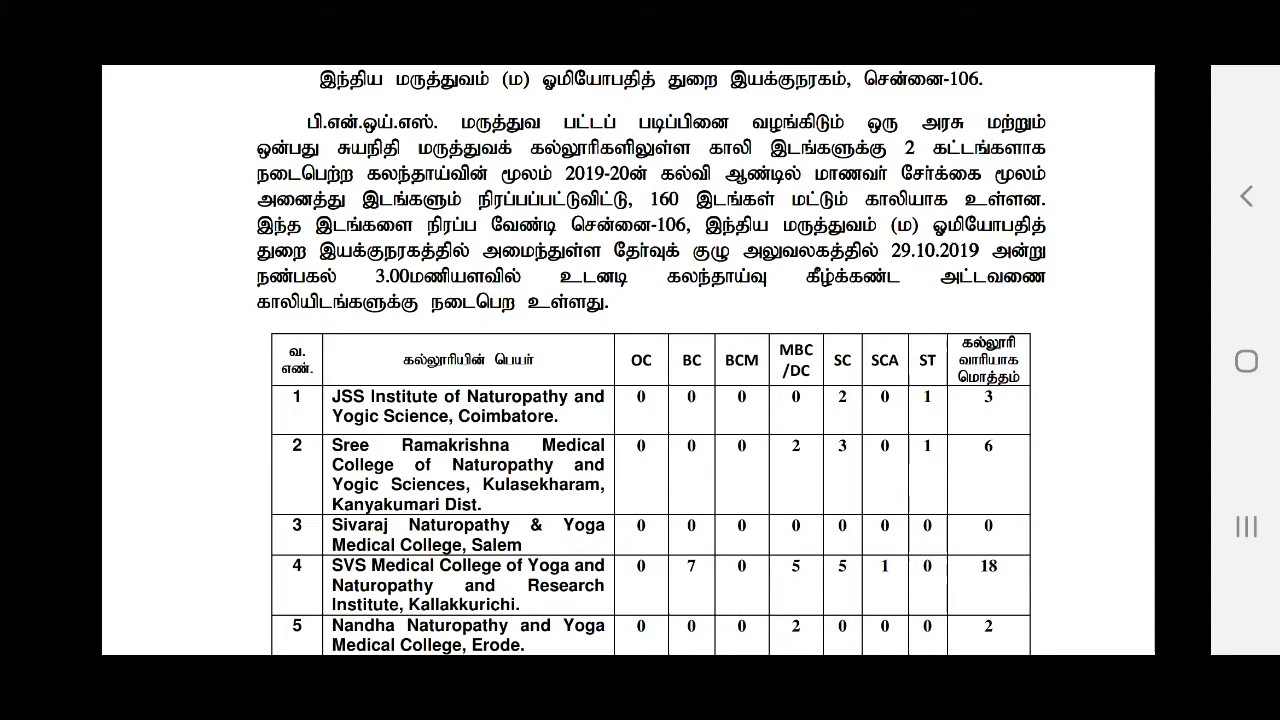 இந்திய மருத்துவம் (ம) ஓமியோபதித் துறை இயக்குநரகம், சென்னை-106.
பி.என்.ஒய்.எஸ். மருத்துவ பட்டப் படிப்பினை வழங்கிடும் ஒரு அரசு மற்றும்
ஒன்பது சுயநிதி மருத்துவக் கல்லூரிகளிலுள்ள காலி இடங்களுக்கு 2 கட்டங்களாக
நடைபெற்ற கலந்தாய்வின் மூலம் 2019-20ன் கல்வி ஆண்டில் மாணவர் சேர்க்கை மூலம்
அனைத்து இடங்களும் நிரப்பப்பட்டுவிட்டு, 160 இடங்கள் மட்டும் காலியாக உள்ளன.
இந்த இடங்களை நிரப்ப வேண்டி சென்னை-106, இந்திய மருத்துவம் (ம) ஓமியோபதித்
துறை இயக்குநரகத்தில் அமைந்துள்ள தேர்வுக் குழு அலுவலகத்தில் 29.10.2019 அன்று
நண்பகல் 3.00மணியளவில் உடனடி கலந்தாய்வு கீழ்க்கண்ட அட்டவணை
காலியிடங்களுக்கு நடைபெற உள்ளது.
வ. எண். கல்லூரியின் பெயர் OC BC BCM MBC /DC SC SCA ST கல்லூரி வாரியாக மொத்தம்
1 JSS Institute of Naturopathy and 0 0 0 0 2 0 1 3
Yogic Science, Coimbatore.
2 Sree Ramakrishna Medical 0 0 0 2 3 0 1 6
College of Naturopathy and
Yogic Sciences, Kulasekharam,
Kanyakumari Dist.
3 Sivaraj Naturopathy & Yoga 0 0 0 0 0 0 0 0
Medical College, Salem
4 SVS Medical College of Yoga and 0 7 0 5 5 1 0 18
Naturopathy and Research
Institute, Kallakkurichi.
5 Nandha Naturopathy and Yoga 0 0 0 2 0 0 0 2
Medical College, Erode.